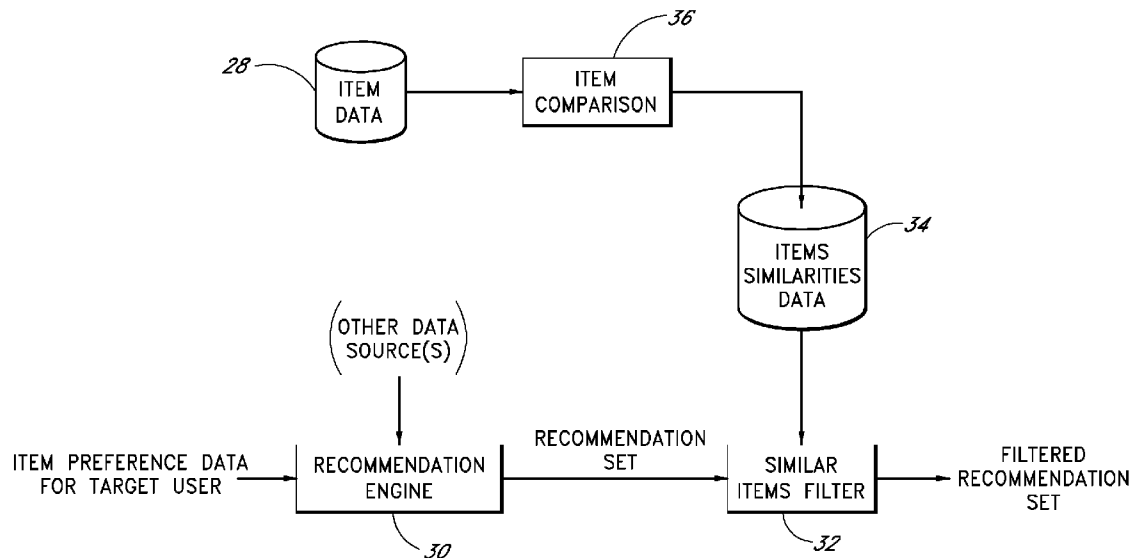 36
28
ITEM
DATA
ITEM
COMPARISON
34
ITEMS
SIMILARITIES
DATA
(OTHER DATA
SOURCE(S))
ITEM PREFERENCE DATA
FOR TARGET USER
RECOMMENDATION
ENGINE
RECOMMENDATION
SET
SIMILAR
ITEMS FILTER
FILTERED
RECOMMENDATION
SET
30
32